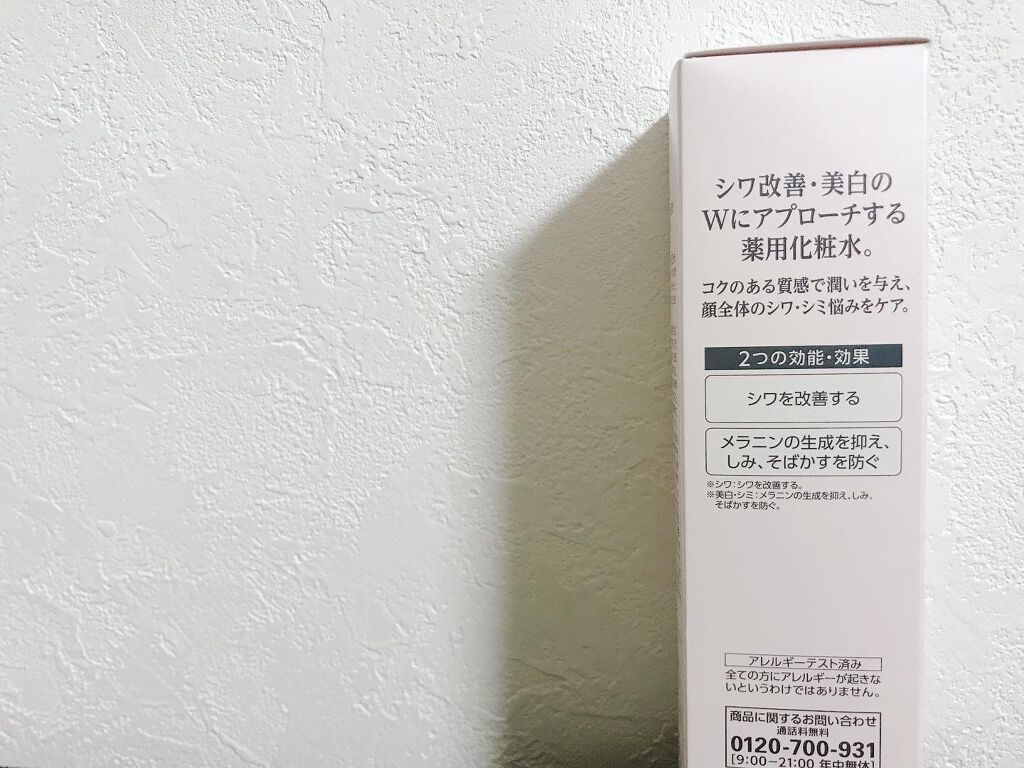 シワ改善・美白の
Wにアプローチする
薬用化粧水。
コクのある質感で潤いを与え、
顔全体のシワ・シミ悩みをケア。
2つの効能・効果
シワを改善する
メラニンの生成を抑え、
しみ、そばかすを防ぐ
※シワ：シワを改善する。
※美白・シミ：メラニンの生成を抑え、しみ、
そばかすを防ぐ。
アレルギーテスト済み
全ての方にアレルギーが起きな
いというわけではありません。
商品に関するお問い合わせ
通話料無料
0120-700-931
[9:00-21:00 年中無休]